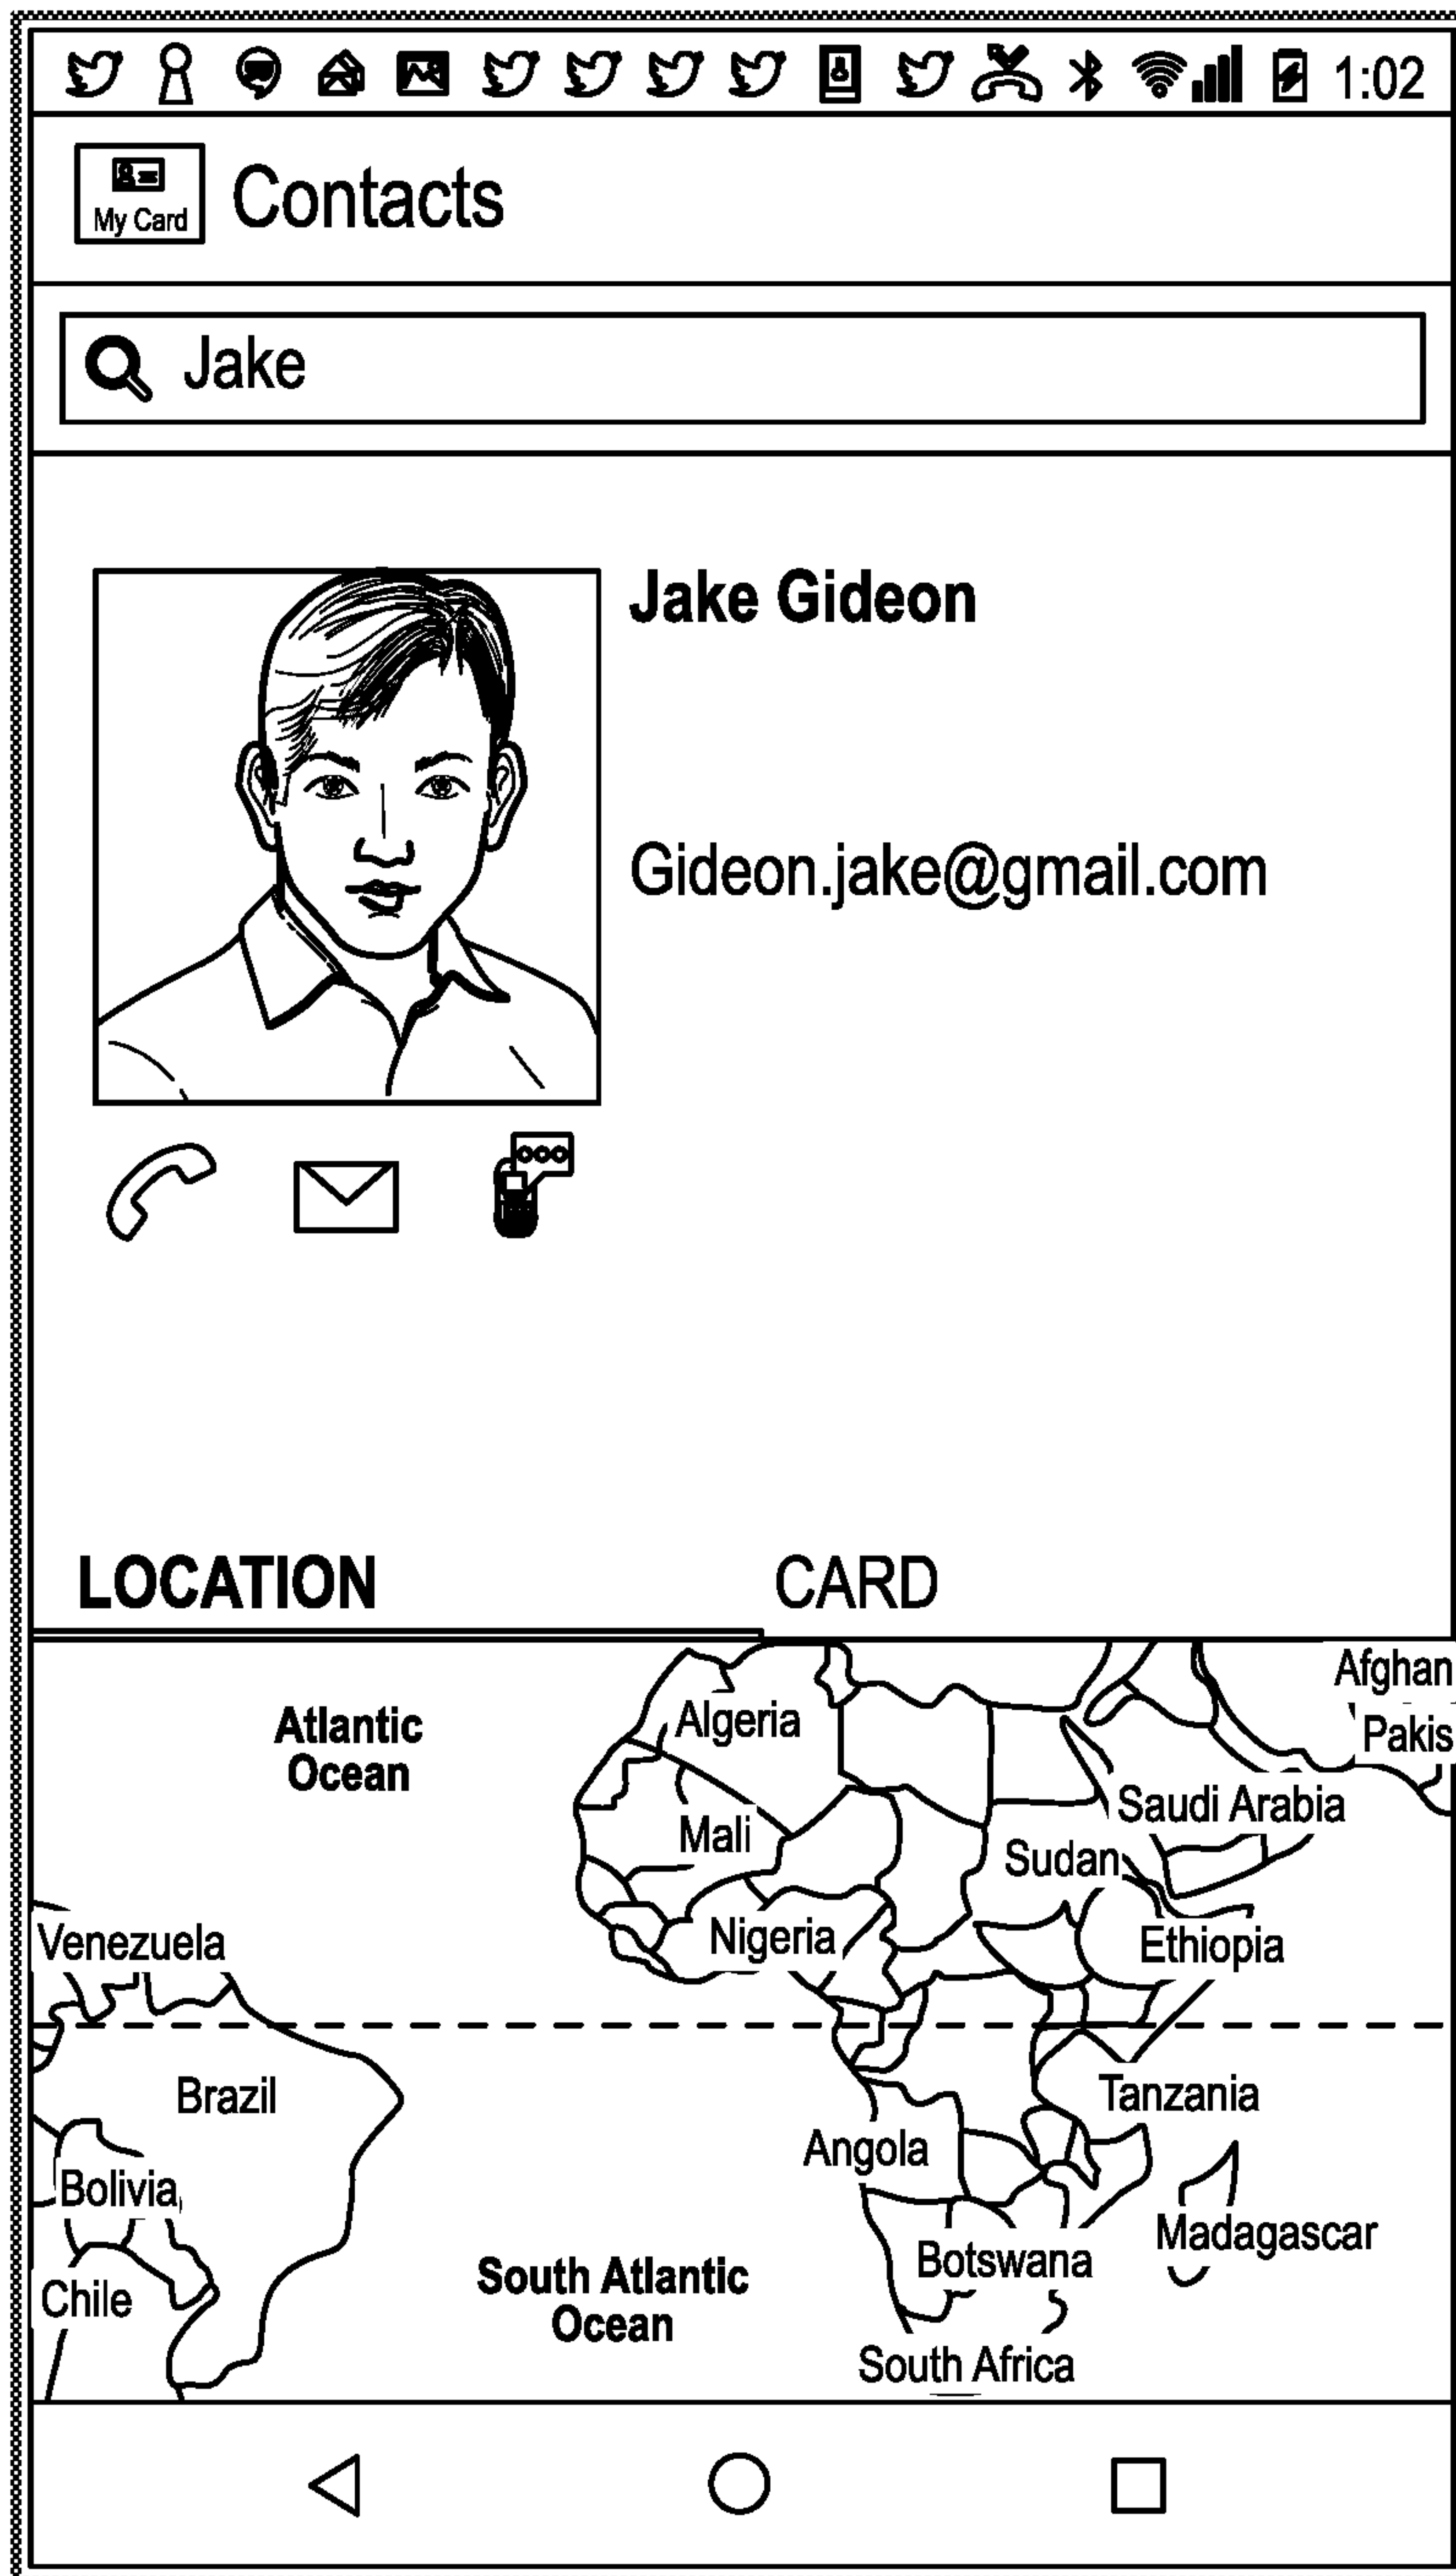 1:02
My Card
Contacts
Jake
Jake Gideon
Gideon.jake@gmail.com
LOCATION
CARD
Afghan
Atlantic
Ocean
Algeria
Pakis
Saudi Arabia
Mali
Sudan
Nigeria
Venezuela
Ethiopia
Brazil
Tanzania
Angola
Bolivia
Madagascar
Botswana
South Atlantic
Ocean
Chile
South Africa